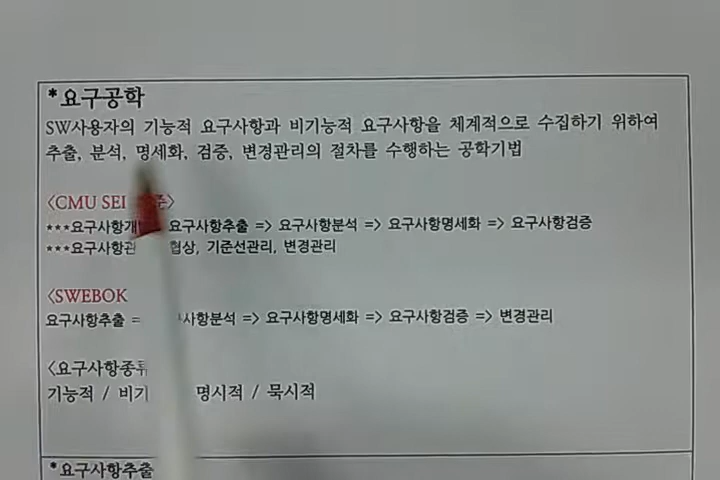 *요구공학
SW사용자의 기능적 요구사항과 비기능적 요구사항을 체계적으로 수집하기 위하여
추출, 분석, 명세화, 검증, 변경관리의 절차를 수행하는 공학기법
<CMU SEI
***요구사항 요구사항추출 => 요구사항분석 => 요구사항명세화 => 요구사항검증
***요구사항 협상, 기준선관리, 변경관리
<SWEBOK
요구사항추출 => 사항분석 => 요구사항명세화 => 요구사항검증 => 변경관리
<요구사항종류
기능적 / 명시적 / 묵시적
*요구사항추출